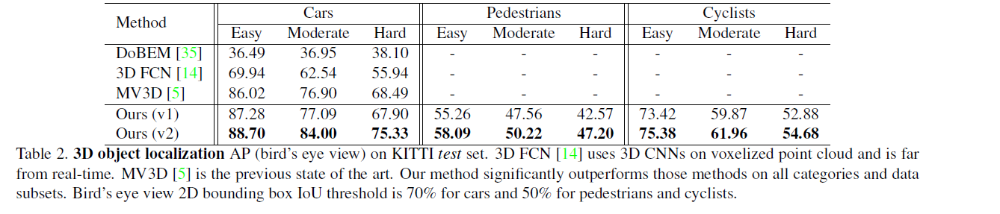 Method Cars Pedestrians Cyclists
Easy Moderate Hard Easy Moderate Hard Easy Moderate Hard
DoBEM [35] 36.49 36.95 38.10 - - - - - -
3D FCN [14] 69.94 62.54 55.94 - - - - - -
MV3D [5] 86.02 76.90 68.49 - - - - - -
Ours (v1) 87.28 77.09 67.90 55.26 47.56 42.57 73.42 59.87 52.88
Ours (v2) 88.70 84.00 75.33 58.09 50.22 47.20 75.38 61.96 54.68
Table 2. 3D object localization AP (bird's eye view) on KITTI test set. 3D FCN [14] uses 3D CNNs on voxelized point cloud and is far
from real-time. MV3D [5] is the previous state of the art. Our method significantly outperforms those methods on all categories and data
subsets. Bird's eye view 2D bounding box IoU threshold is 70% for cars and 50% for pedestrians and cyclists.